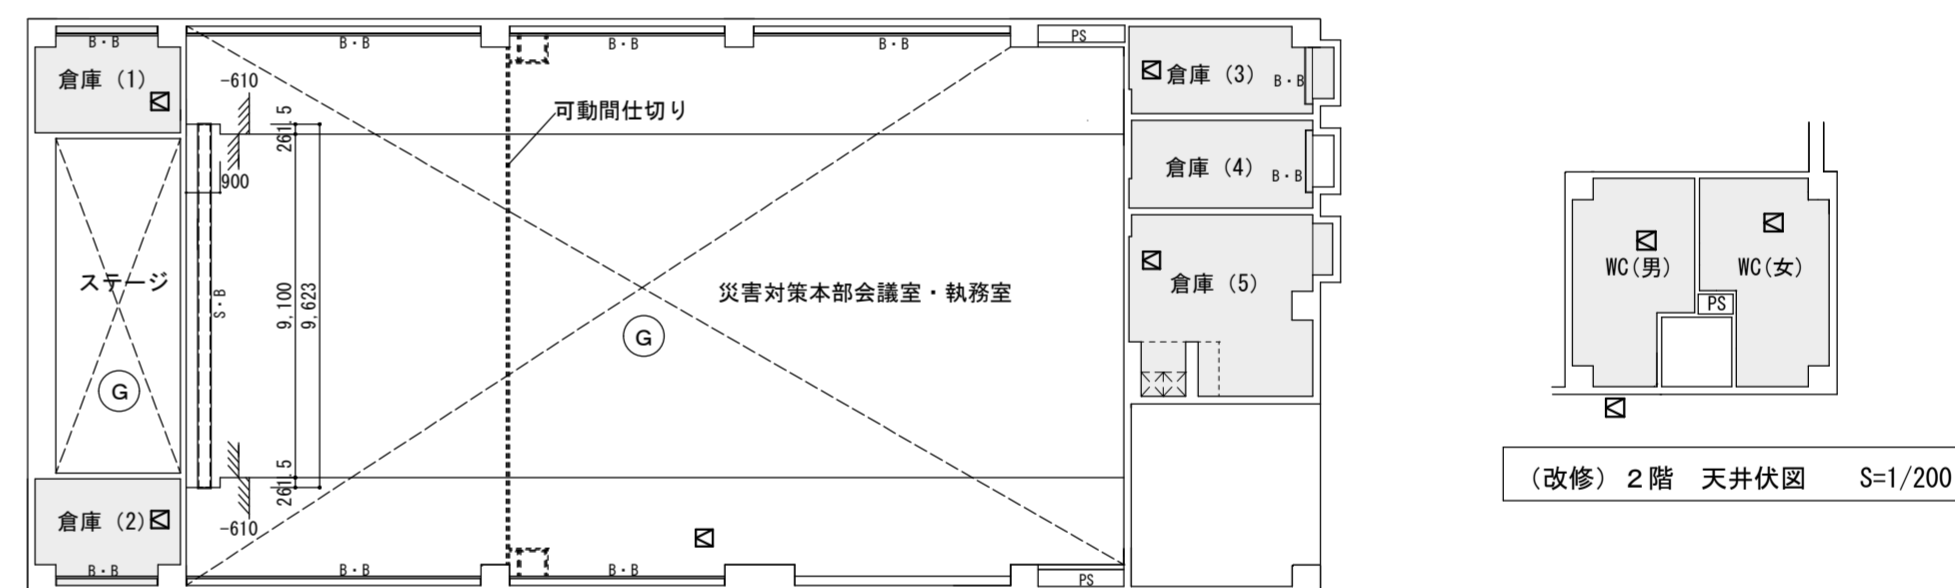 B・B
B・B
B・B
B・B
PS
倉庫（1）
-610
倉庫（3）
B・B
可動間仕切り
261.5
倉庫（4）
B・B
900
ステージ
S・B
9,100
9,623
災害対策本部会議室・執務室
倉庫（5）
G
G
261.5
倉庫（2）
-610
B・B
B・B
B・B
PS
WC(男)
WC(女)
PS
（改修）２階　天井伏図　　S=1/200